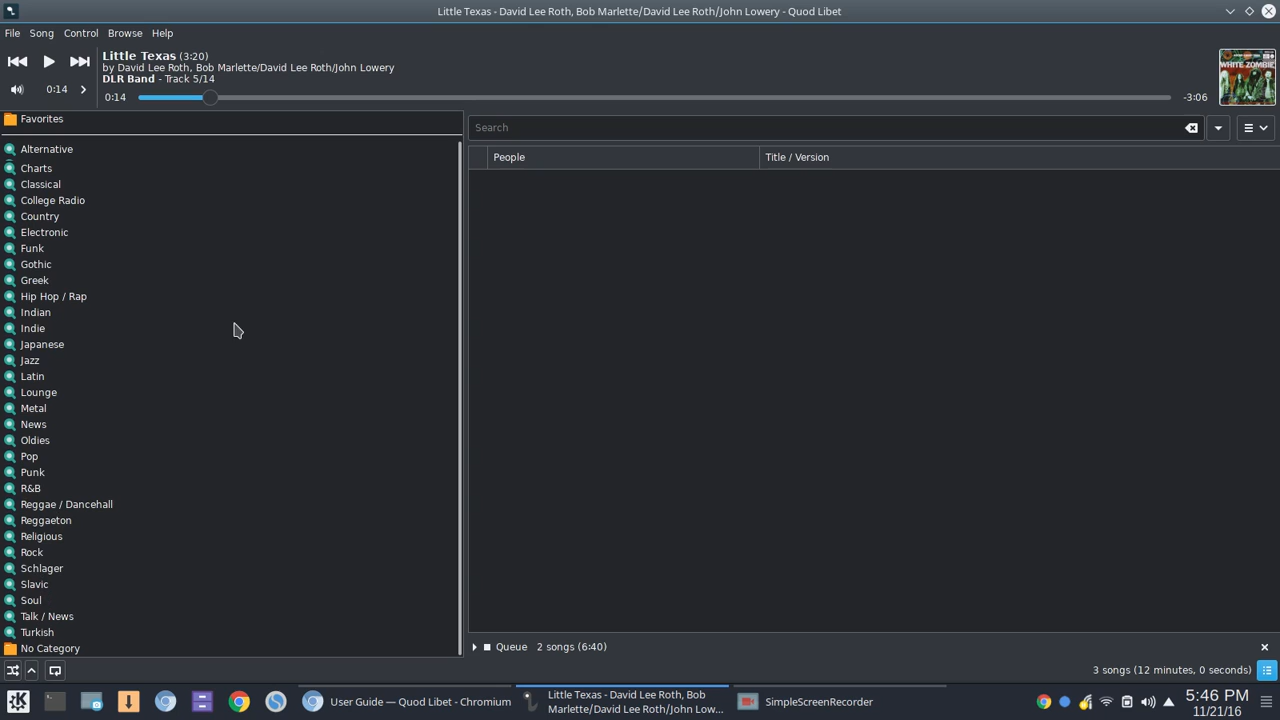 Little Texas - David Lee Roth, Bob Marlette/David Lee Roth/John Lowery - Quod Libet
File Song Control Browse Help
Little Texas (3:20)
by David Lee Roth, Bob Marlette/David Lee Roth/John Lowery
DLR Band - Track 5/14
WHITE ZOMBIE
0:14
0:14
-3:06
Favorites
Search
Alternative
People
Title / Version
Charts
Classical
College Radio
Country
Electronic
Funk
Gothic
Greek
Hip Hop / Rap
Indian
Indie
Japanese
Jazz
Latin
Lounge
Metal
News
Oldies
Pop
Punk
R&B
Reggae / Dancehall
Reggaeton
Religious
Rock
Schlager
Slavic
Soul
Talk / News
Turkish
No Category
Queue 2 songs (6:40)
3 songs (12 minutes, 0 seconds)
User Guide — Quod Libet - Chromium
Little Texas - David Lee Roth, Bob
Marlette/David Lee Roth/John Low...
SimpleScreenRecorder
5:46 PM
11/21/16